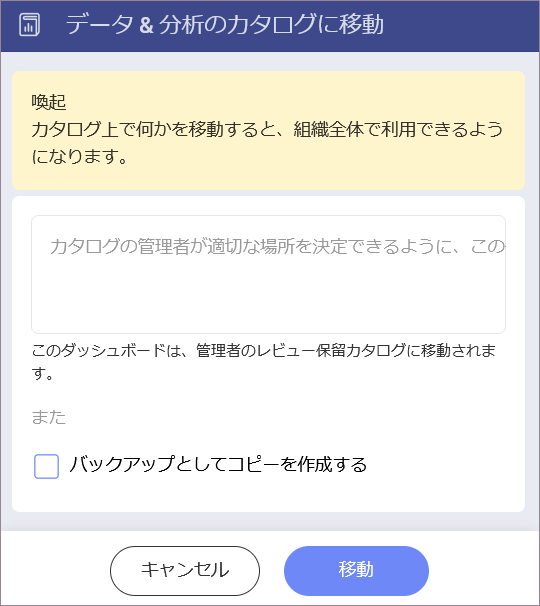 データ & 分析のカタログに移動
喚起
カタログ上で何かを移動すると、組織全体で利用できるよう
になります。
カタログの管理者が適切な場所を決定できるように、この
このダッシュボードは、管理者のレビュー保留カタログに移動されま
す。
また
バックアップとしてコピーを作成する
キャンセル
移動